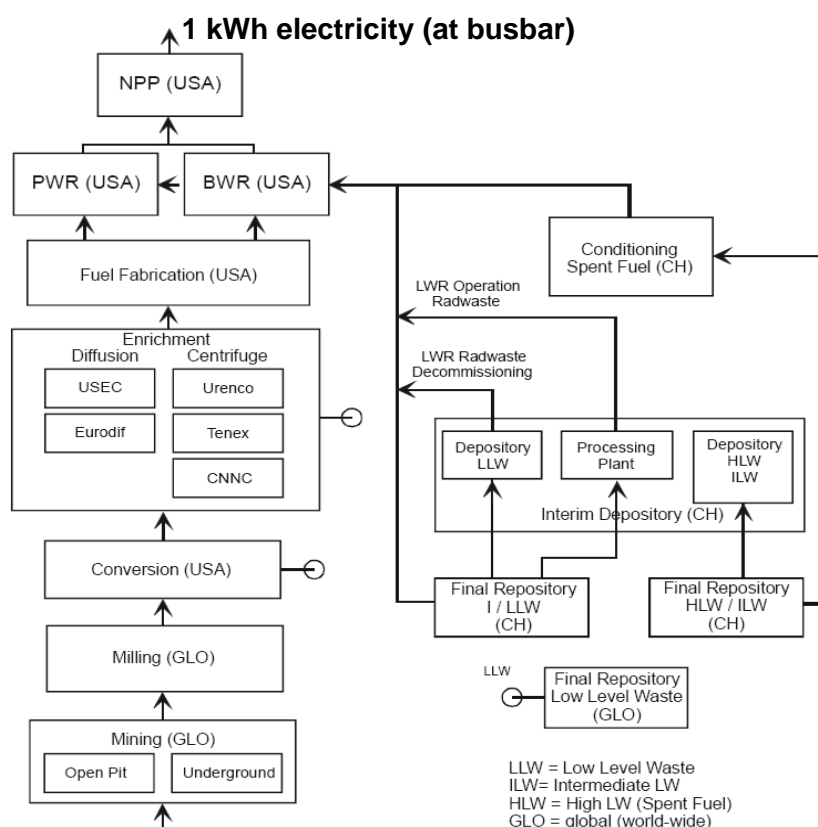 1 kWh electricity (at busbar)
NPP (USA)
PWR (USA)
BWR (USA)
Fuel Fabrication (USA)
Conditioning
Spent Fuel (CH)
Enrichment
Diffusion
Centrifuge
USEC
Urenco
Eurodif
Tenex
CNNC
LWR Operation
Radwaste
LWR Radwaste
Decommissioning
Depository
LLW
Processing
Plant
Depository
HLW
ILW
Interim Depository (CH)
Conversion (USA)
Final Repository
I / LLW
(CH)
Final Repository
HLW / ILW
(CH)
Milling (GLO)
LLW
Final Repository
Low Level Waste
(GLO)
Mining (GLO)
Open Pit
Underground
LLW = Low Level Waste
ILW= Intermediate LW
HLW = High LW (Spent Fuel)
GLO = global (world-wide)